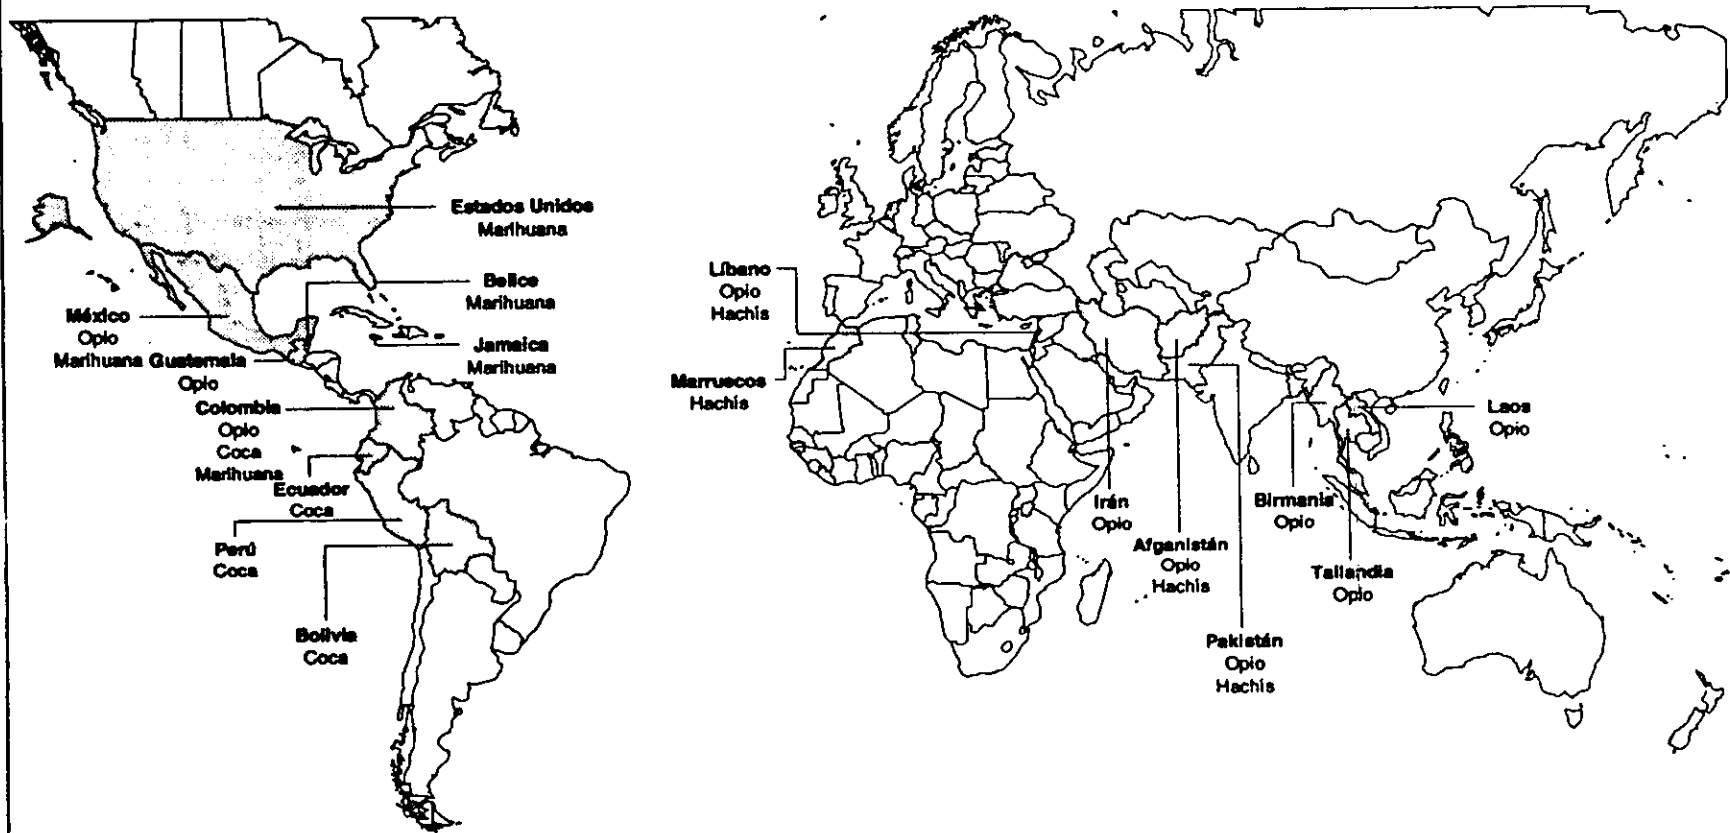 Estados Unidos
Marihuana
Belice
Marihuana
México
Opio
Marihuana
Jamaica
Marihuana
Guatemala
Opio
Colombia
Opio
Coca
Marihuana
Ecuador
Coca
Perú
Coca
Bolivia
Coca
Líbano
Opio
Hachís
Marruecos
Hachís
Irán
Opio
Afganistán
Opio
Hachís
Pakistán
Opio
Hachís
Birmania
Opio
Laos
Opio
Tailandia
Opio